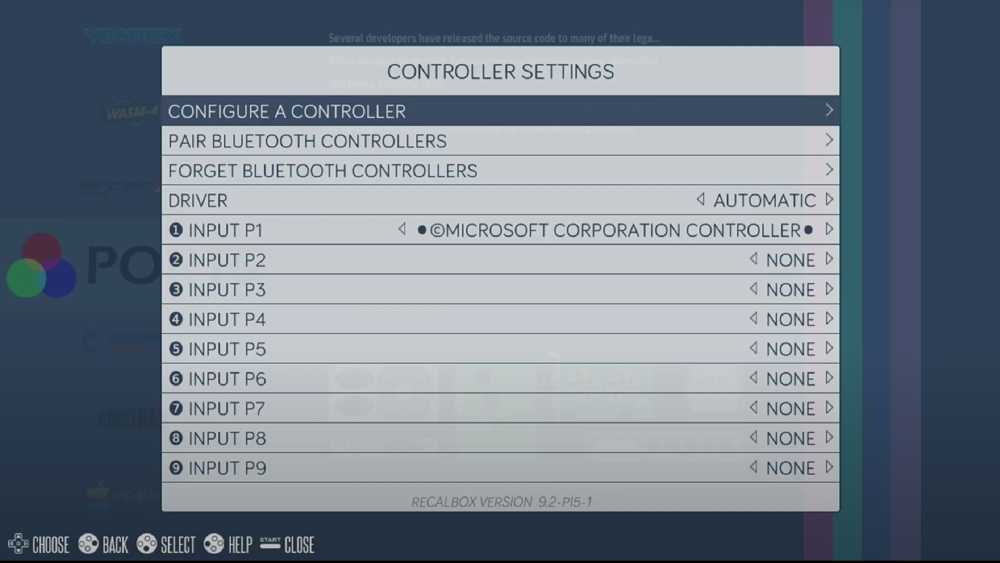 VECTREX
Several developers have released the source code to many of their lega...
CONTROLLER SETTINGS
WASM-4
CONFIGURE A CONTROLLER
PAIR BLUETOOTH CONTROLLERS
FORGET BLUETOOTH CONTROLLERS
sinclair
DRIVER AUTOMATIC
❶ INPUT P1 ●©MICROSOFT CORPORATION CONTROLLER●
❷ INPUT P2 NONE
PO
❸ INPUT P3 NONE
❹ INPUT P4 NONE
❺ INPUT P5 NONE
❻ INPUT P6 NONE
❼ INPUT P7 NONE
AMSTRA
❽ INPUT P8 NONE
❾ INPUT P9 NONE
apple
RECALBOX VERSION 9.2-PI5-1
CHOOSE BACK SELECT HELP START CLOSE